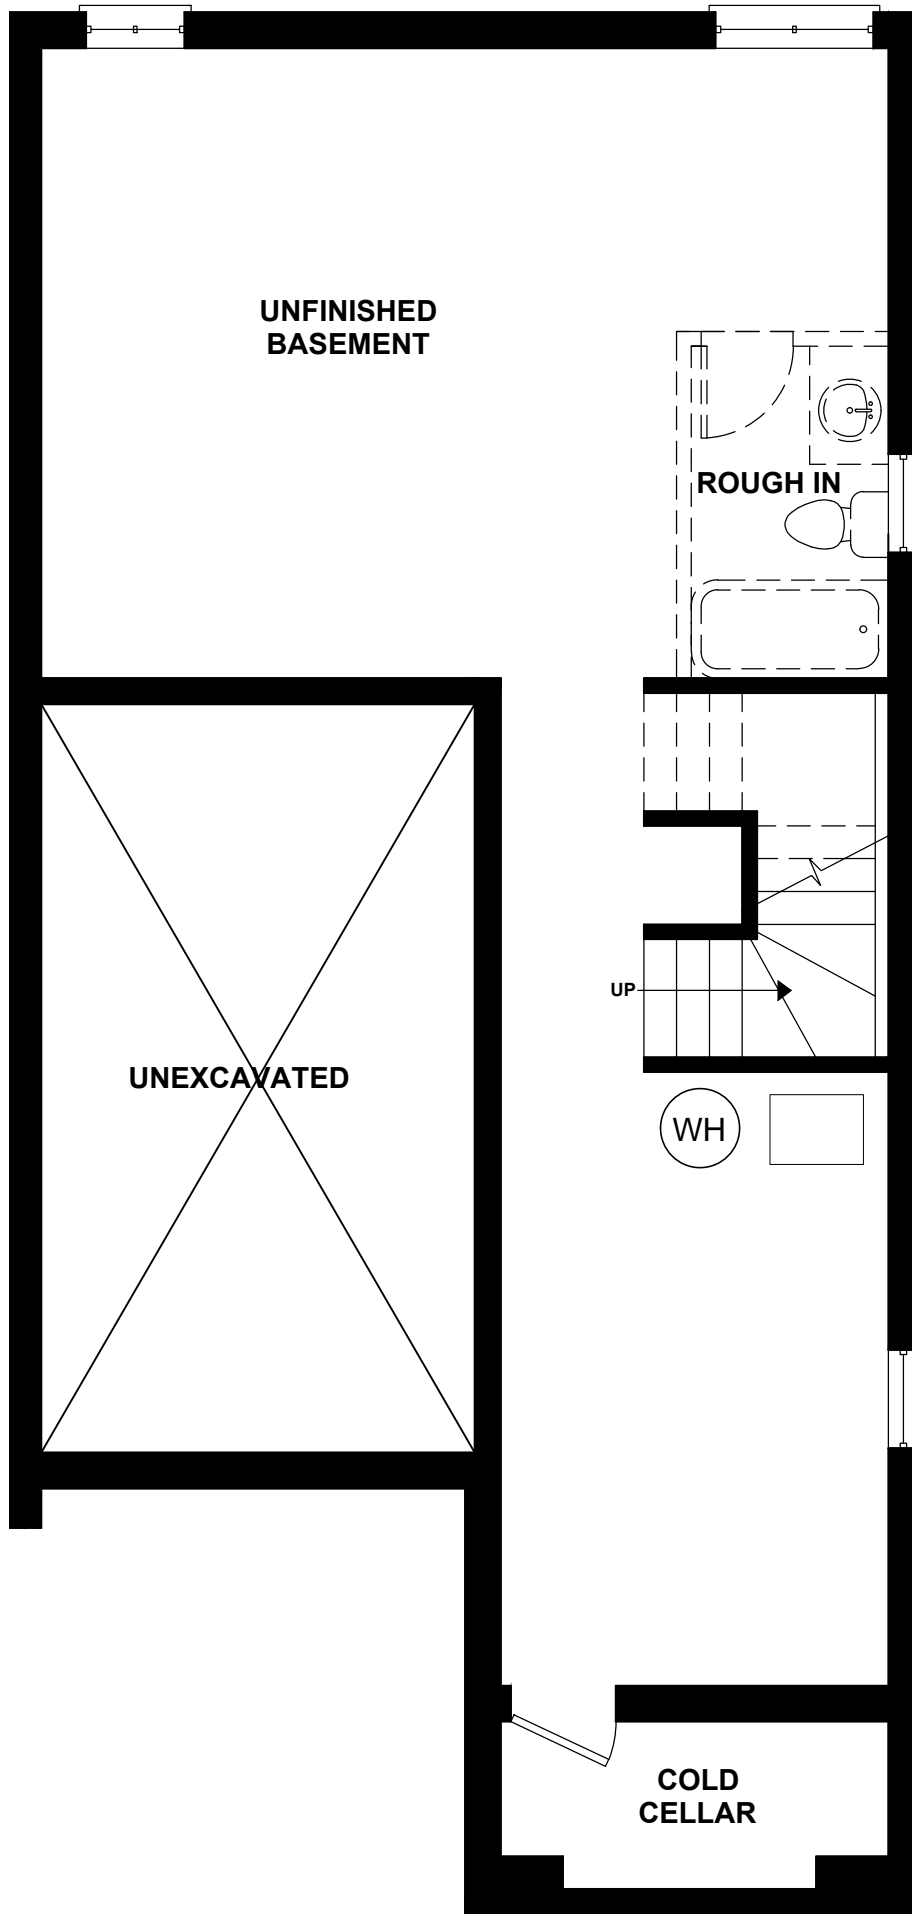 UNFINISHED
BASEMENT
ROUGH IN
UP
UNEXCAVATED
WH
COLD
CELLAR